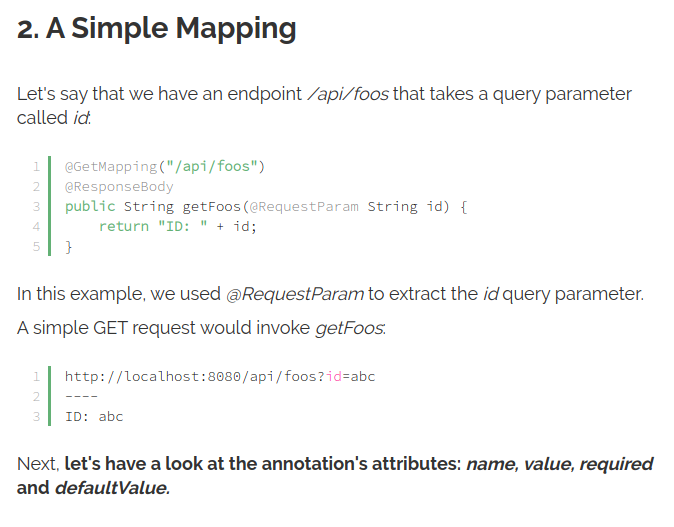 2. A Simple Mapping
Let's say that we have an endpoint /api/foos that takes a query parameter
called id:
1 @GetMapping("/api/foos")
2 @ResponseBody
3 public String getFoos(@RequestParam String id) {
4     return "ID: " + id;
5 }
In this example, we used @RequestParam to extract the id query parameter.
A simple GET request would invoke getFoos:
1 http://localhost:8080/api/foos?id=abc
2 ----
3 ID: abc
Next, let's have a look at the annotation's attributes: name, value, required
and defaultValue.